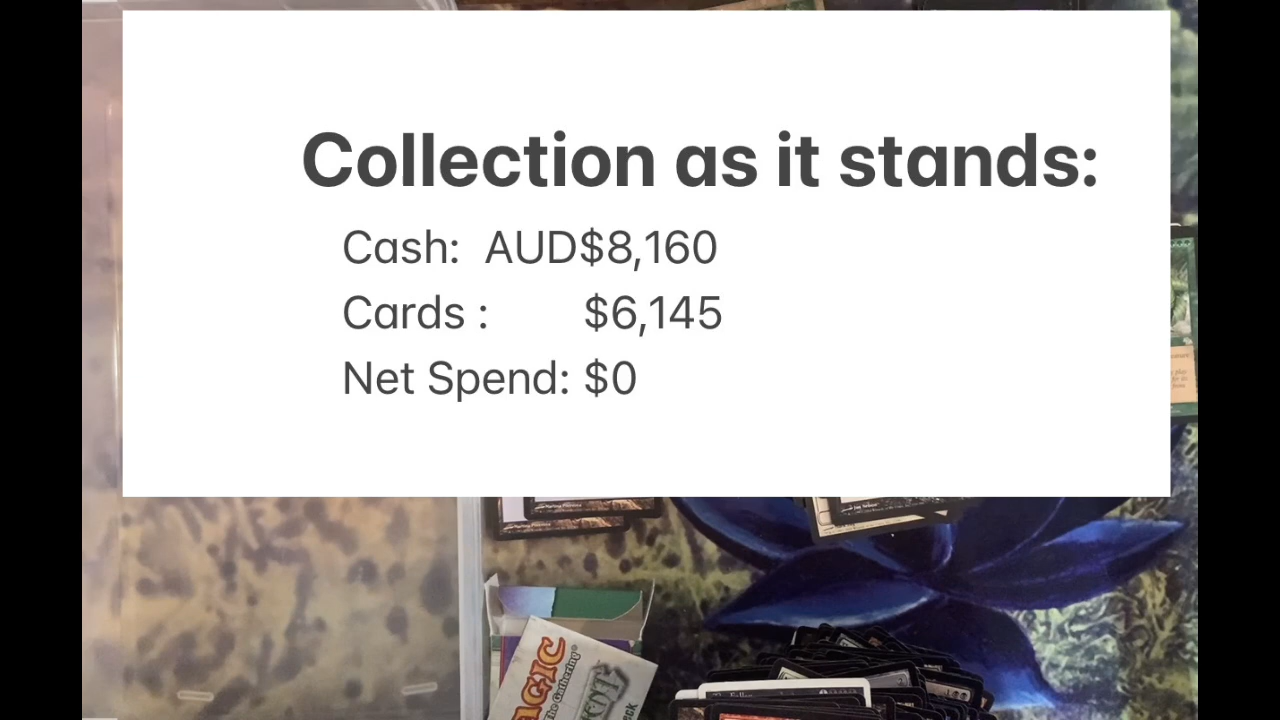 Collection as it stands:
Cash: AUD$8,160
Cards : $6,145
Net Spend: $0
MAGIC
The Gathering®